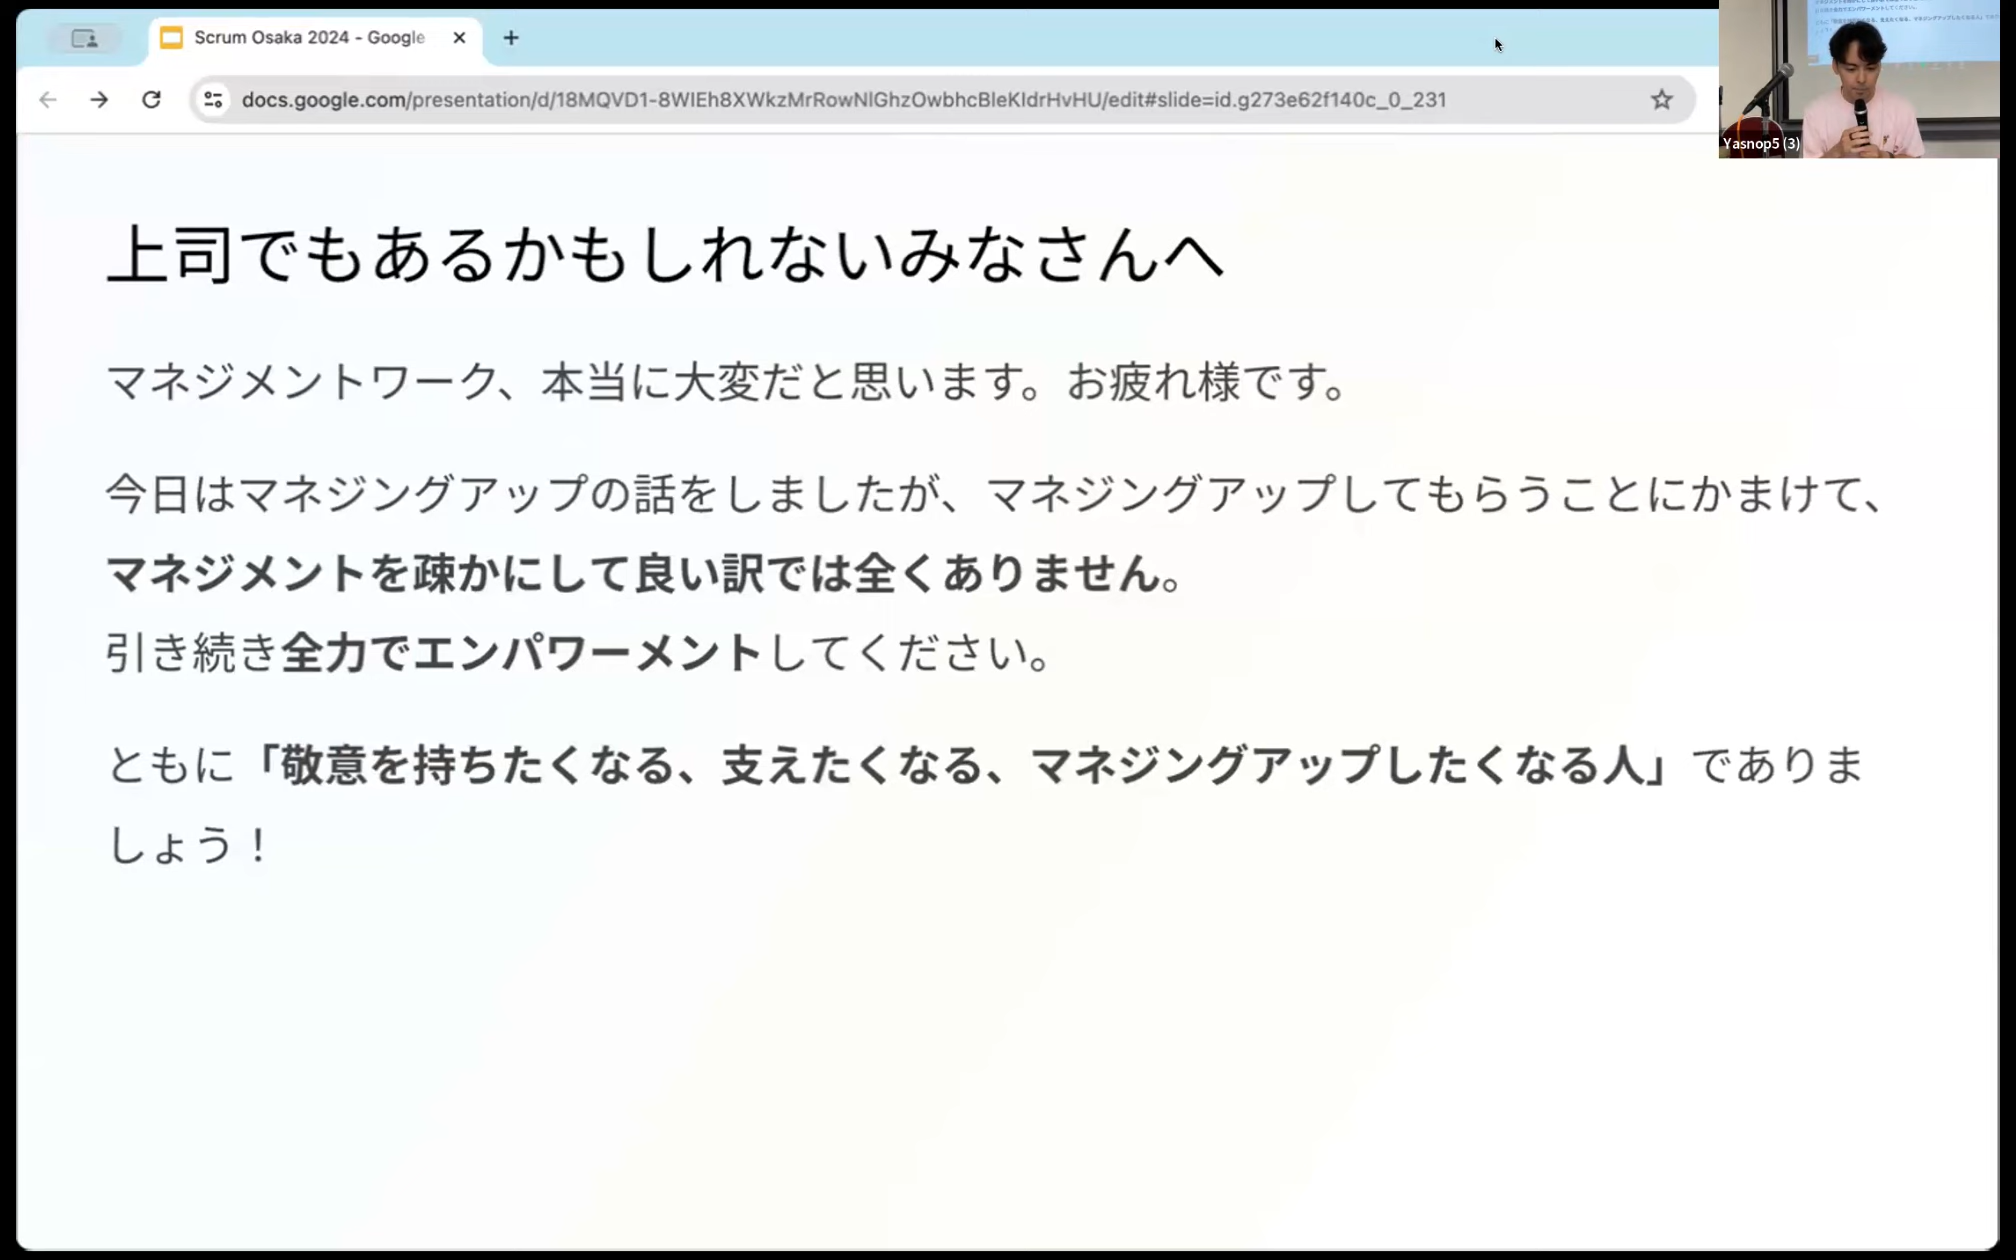 Scrum Osaka 2024 - Google
docs.google.com/presentation/d/18MQVD1-8WIEh8XWkzMrRowNlGhzOwbhcBleKIdrHvHU/edit#slide=id.g273e62f140c_0_231
Yasnop5 (3)
上司でもあるかもしれないみなさんへ
マネジメントワーク、本当に大変だと思います。お疲れ様です。
今日はマネジングアップの話をしましたが、マネジングアップしてもらうことにかまけて、
マネジメントを疎かにして良い訳では全くありません。
引き続き全力でエンパワーメントしてください。
ともに「敬意を持ちたくなる、支えたくなる、マネジングアップしたくなる人」でありま
しょう！